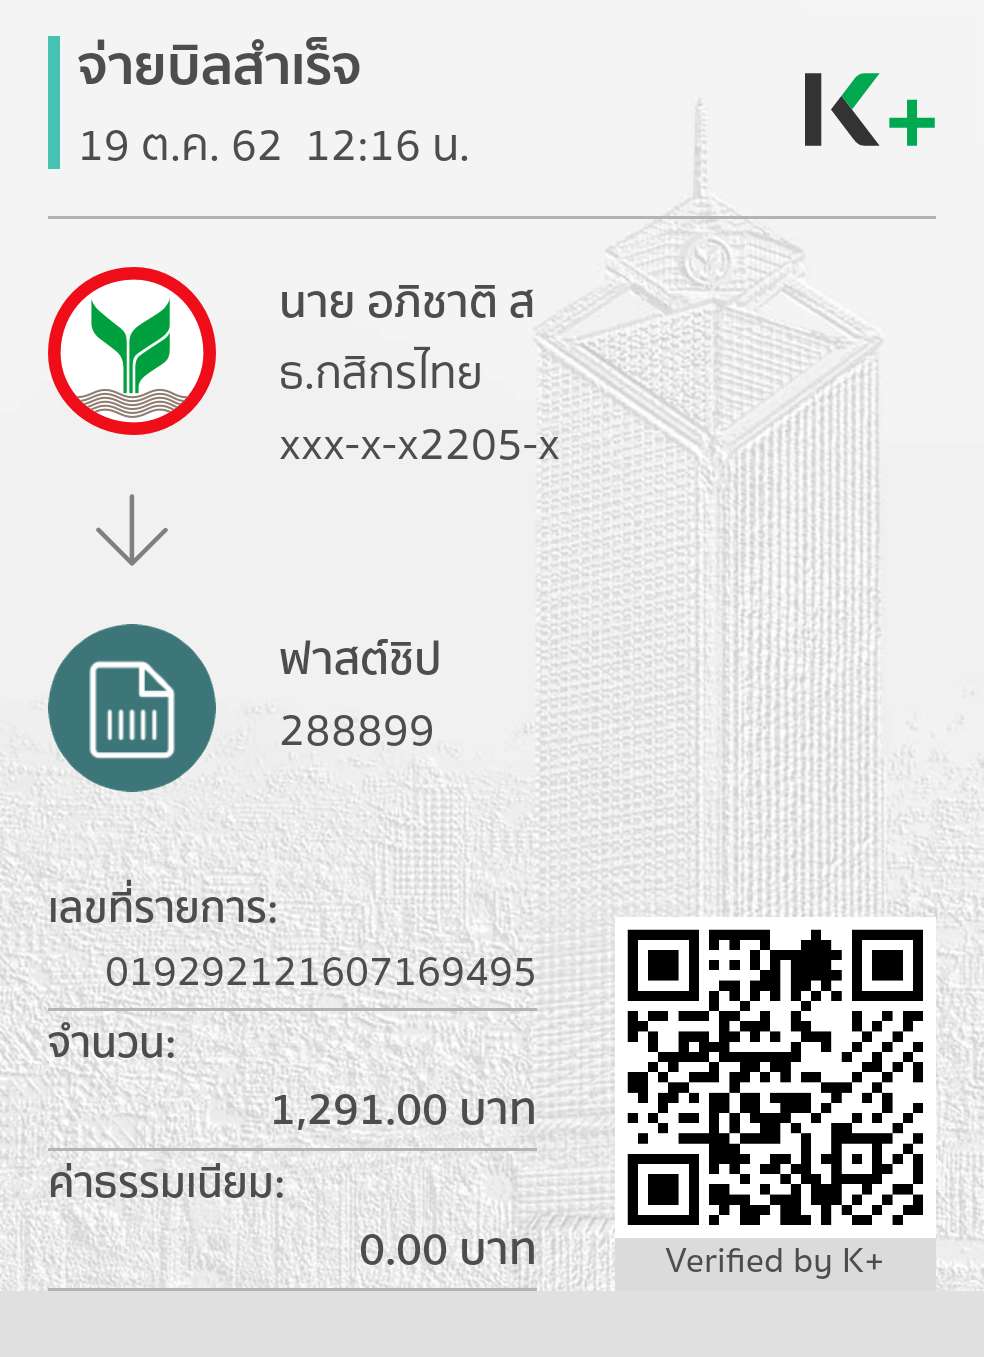 จ่ายบิลสำเร็จ
19 ต.ค. 62 12:16 น.
K+
นาย อภิชาติ ส
ธ.กสิกรไทย
xxx-x-x2205-x
ฟาสต์ชิป
288899
เลขที่รายการ:
019292121607169495
จำนวน:
1,291.00 บาท
ค่าธรรมเนียม:
0.00 บาท
Verified by K+